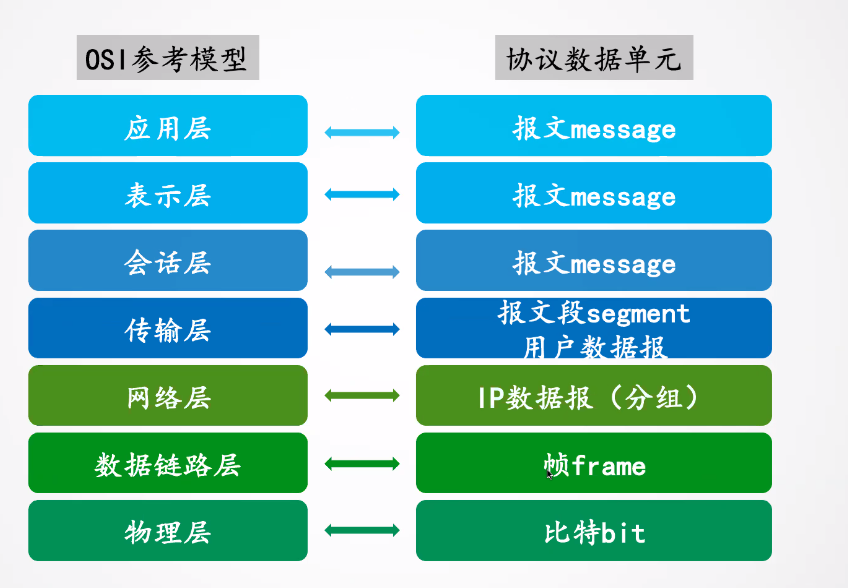 OSI参考模型
协议数据单元
应用层
报文message
表示层
报文message
会话层
报文message
传输层
报文段segment
用户数据报
网络层
IP数据报（分组）
数据链路层
帧frame
物理层
比特bit